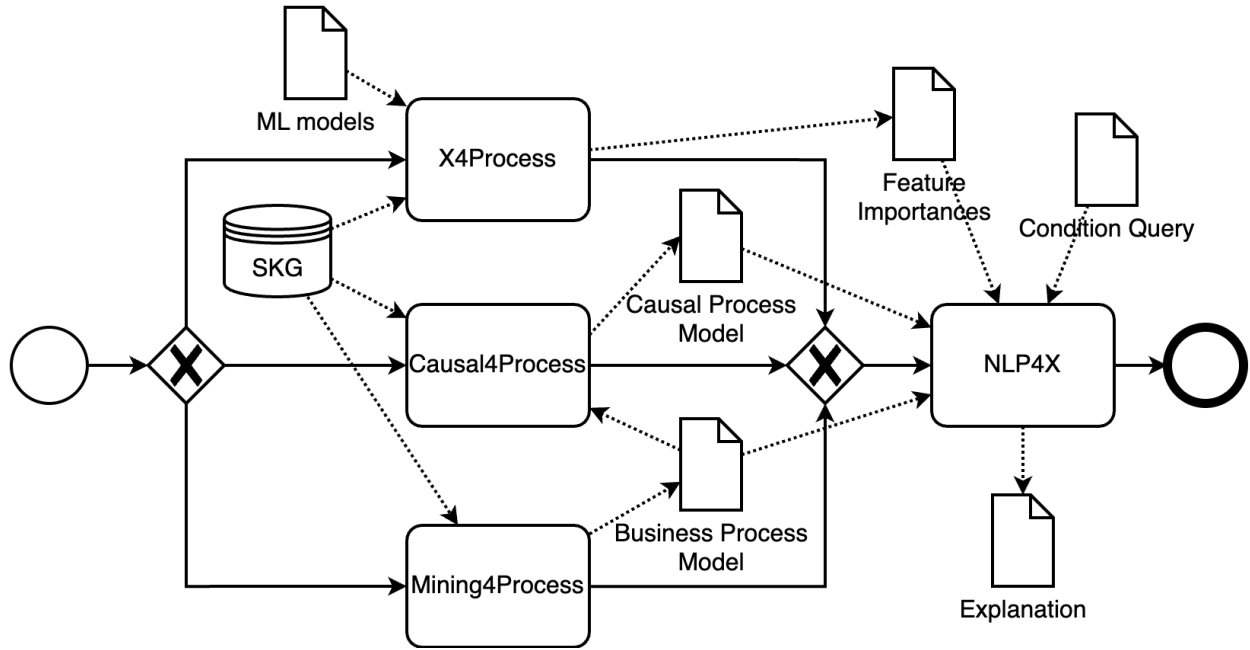 ML models
X4Process
Feature
Importances
Condition Query
SKG
Causal Process
Model
Causal4Process
NLP4X
Business Process
Model
Mining4Process
Explanation